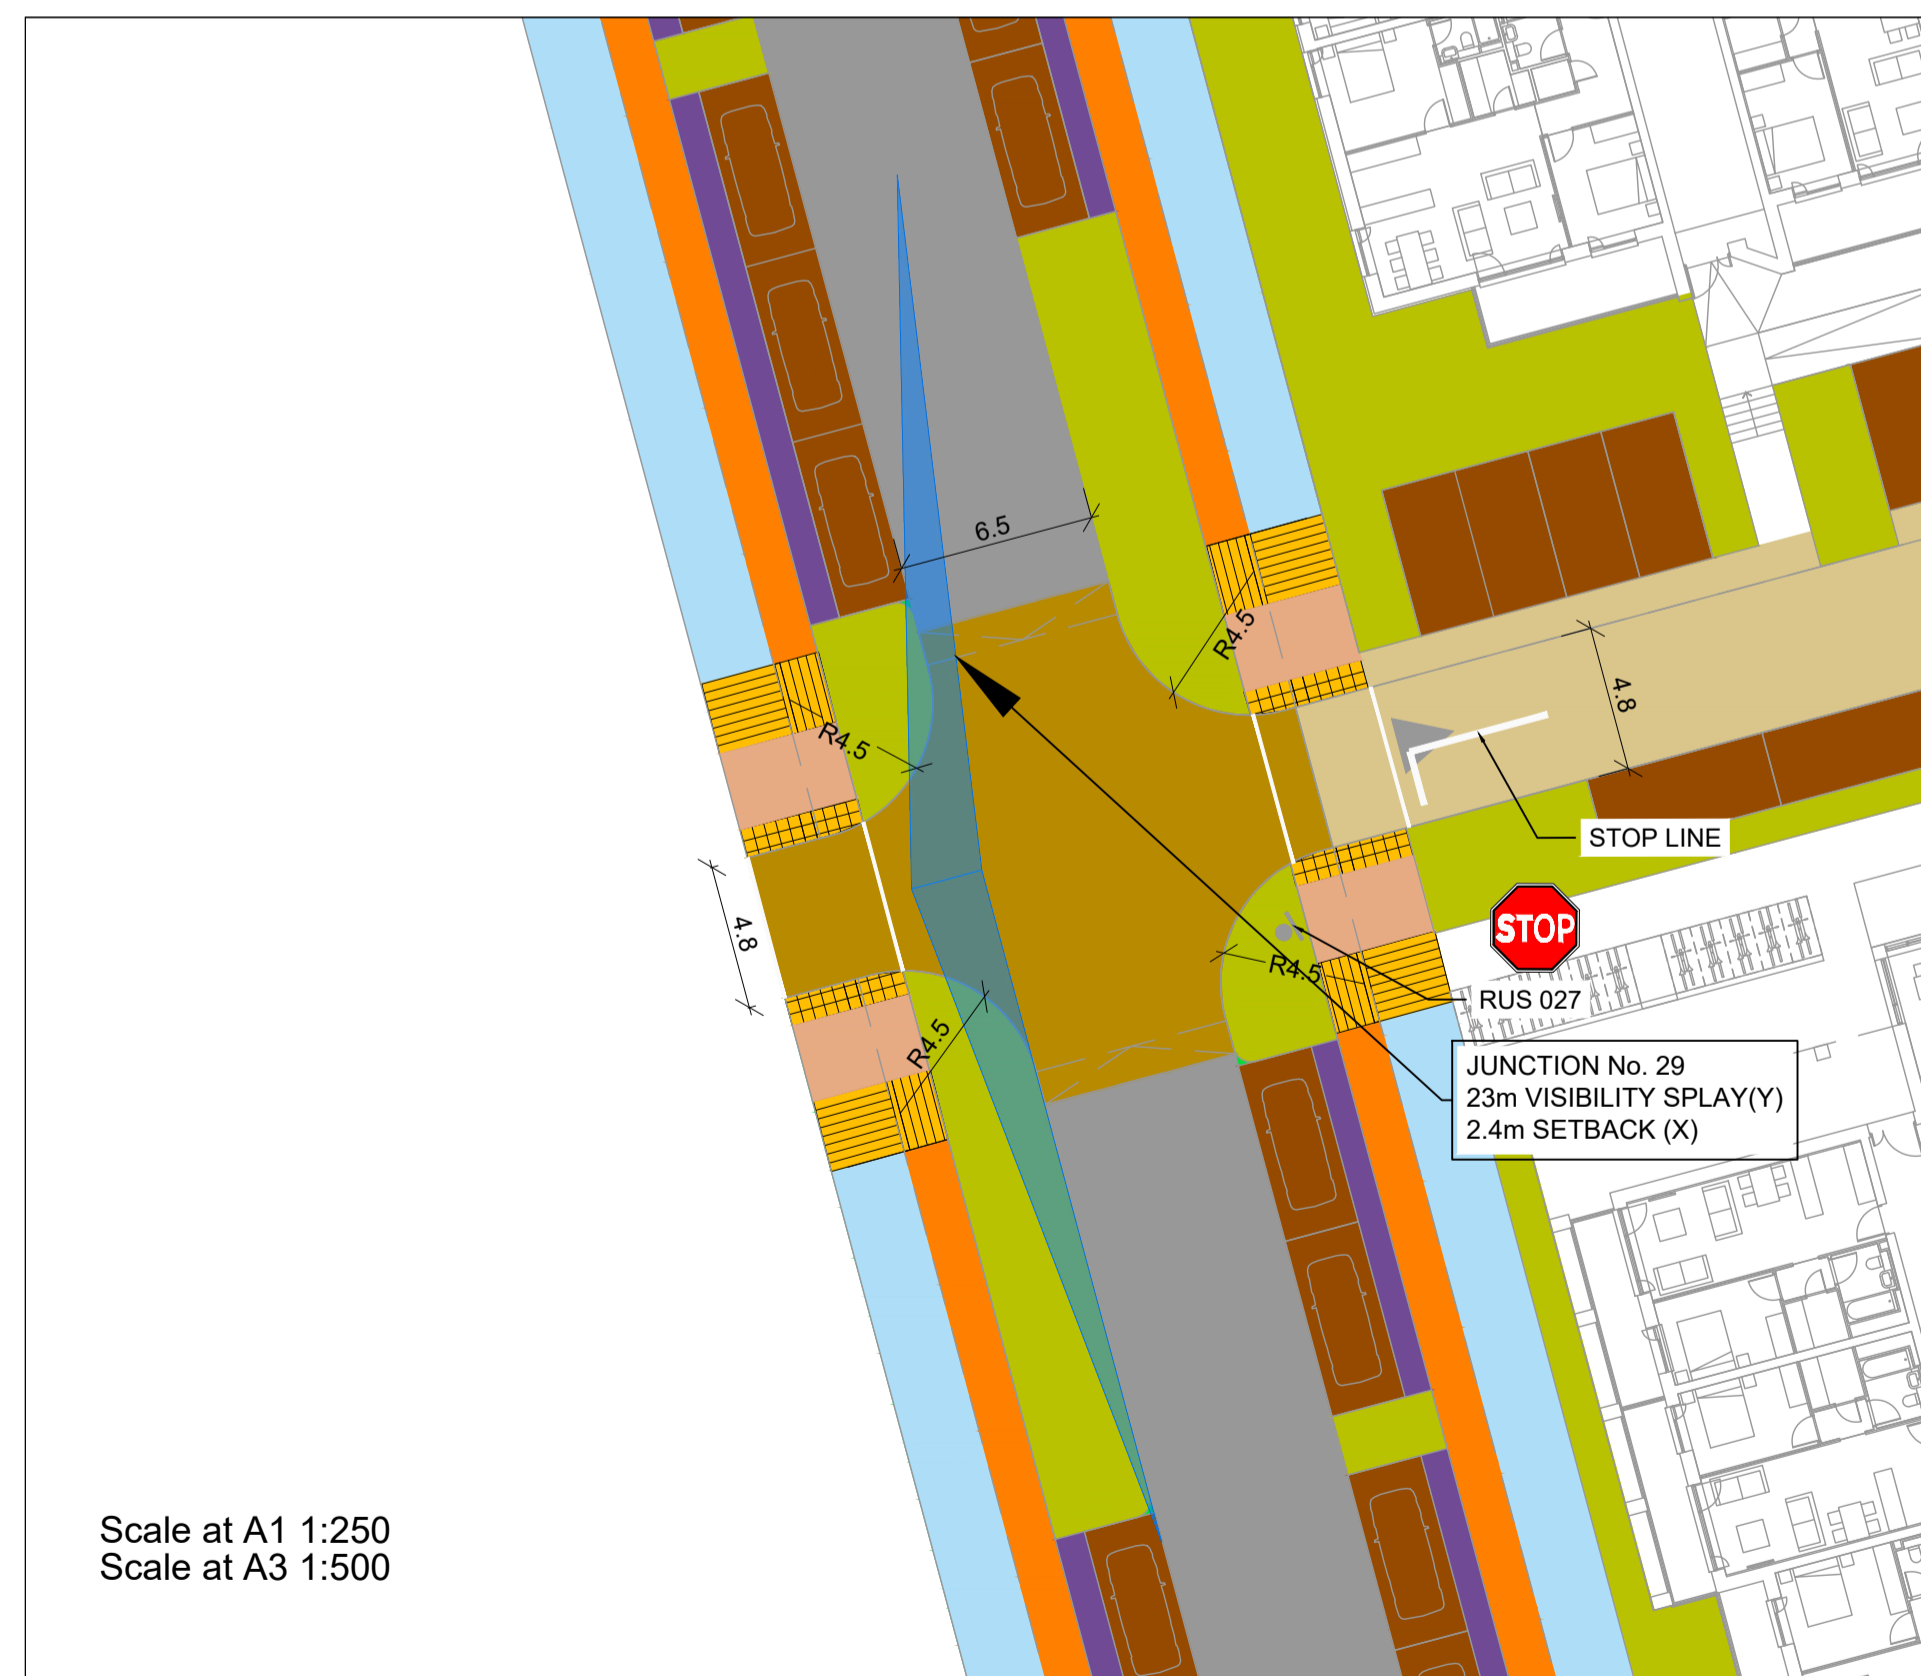 6.5
R4.5
4.8
R4.5
STOP LINE
4.8
STOP
R4.5
RUS 027
R4.5
JUNCTION No. 29
23m VISIBILITY SPLAY(Y)
2.4m SETBACK (X)
Scale at A1 1:250
Scale at A3 1:500